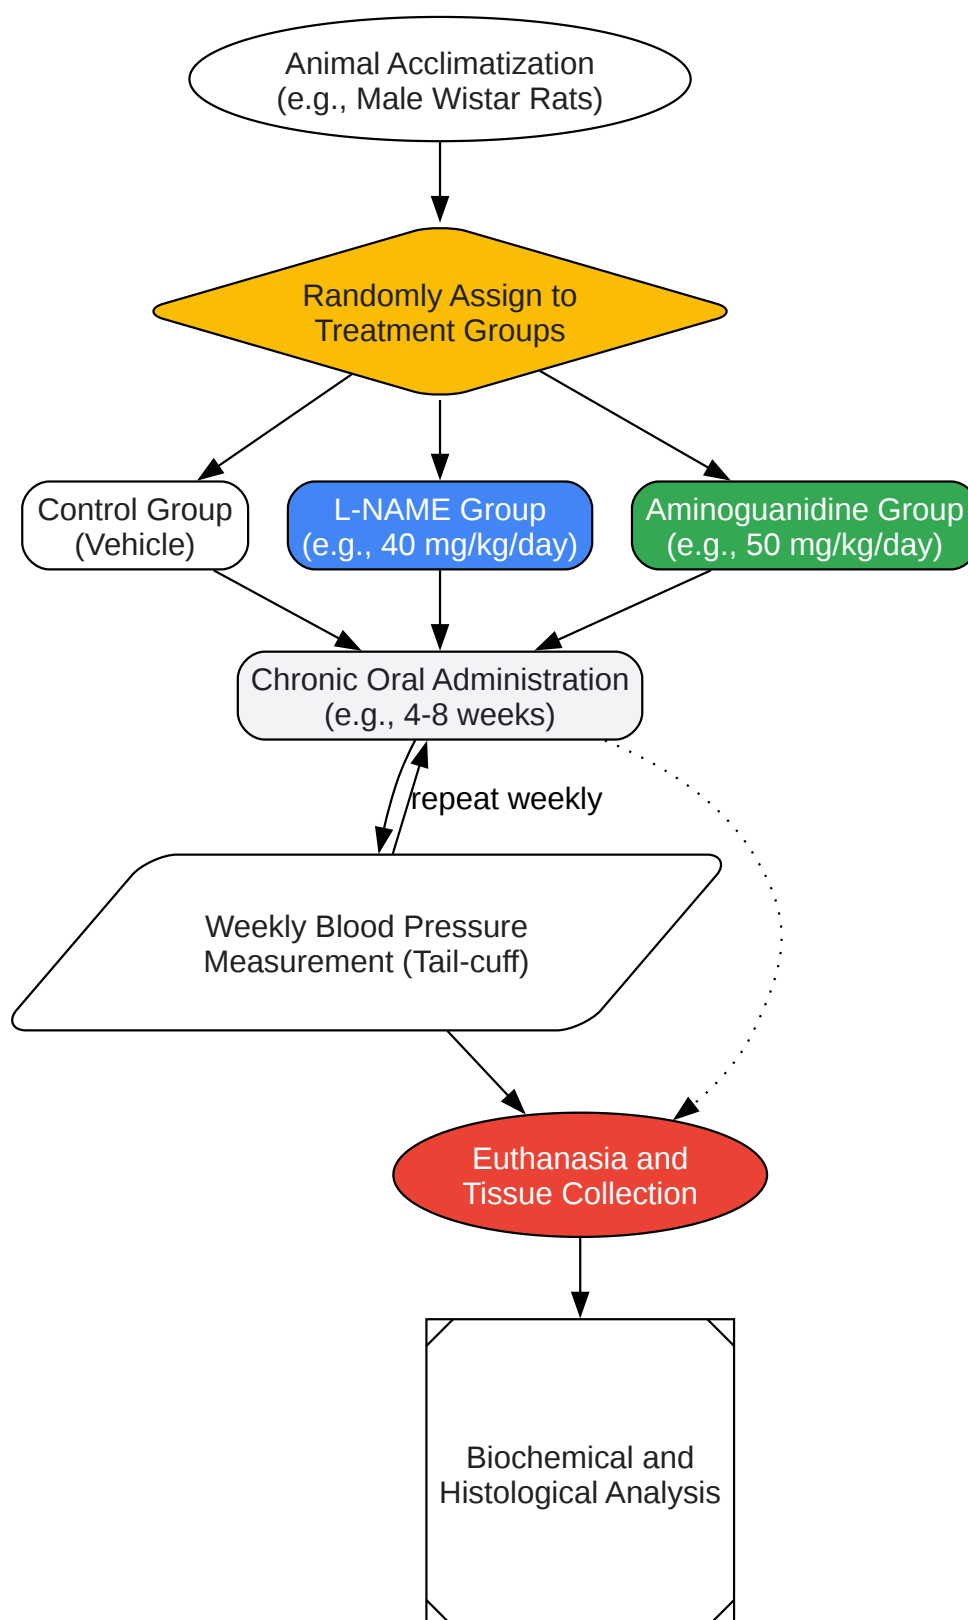 Animal Acclimatization
(e.g., Male Wistar Rats)
Randomly Assign to
Treatment Groups
Control Group
(Vehicle)
L-NAME Group
(e.g., 40 mg/kg/day)
Aminoguanidine Group
(e.g., 50 mg/kg/day)
Chronic Oral Administration
(e.g., 4-8 weeks)
repeat weekly
Weekly Blood Pressure
Measurement (Tail-cuff)
Euthanasia and
Tissue Collection
Biochemical and
Histological Analysis